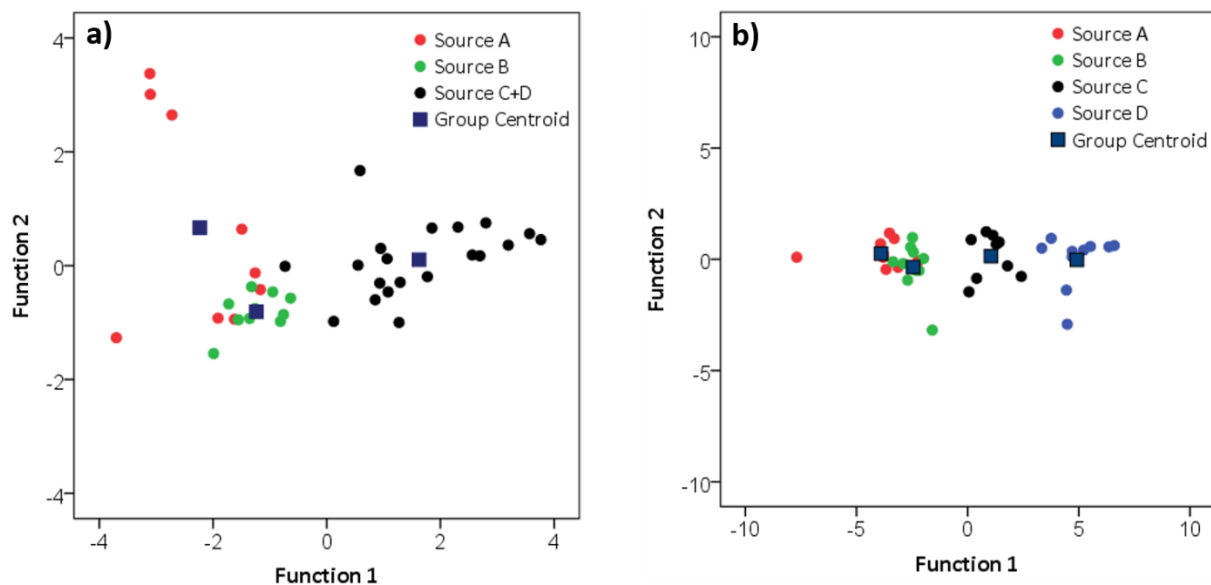 a)
Source A
Source B
Source C+D
Group Centroid
4
2
0
-2
-4
Function 2
-4
-2
0
2
4
Function 1
b)
Source A
Source B
Source C
Source D
Group Centroid
10
5
0
-5
-10
Function 2
-10
-5
0
5
10
Function 1